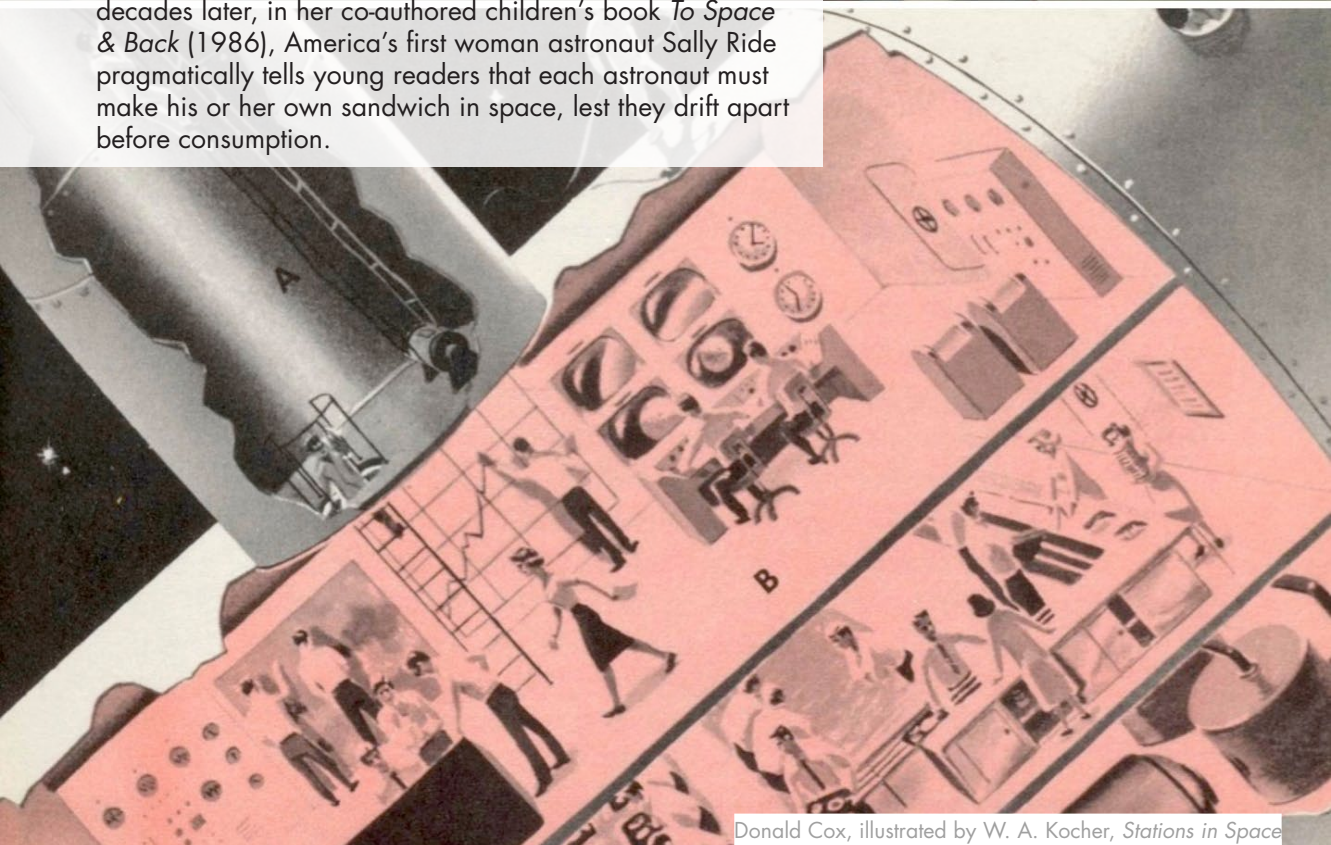 decades later, in her co-authored children’s book To Space
& Back (1986), America’s first woman astronaut Sally Ride
pragmatically tells young readers that each astronaut must
make his or her own sandwich in space, lest they drift apart
before consumption.
A
B
Donald Cox, illustrated by W. A. Kocher, Stations in Space